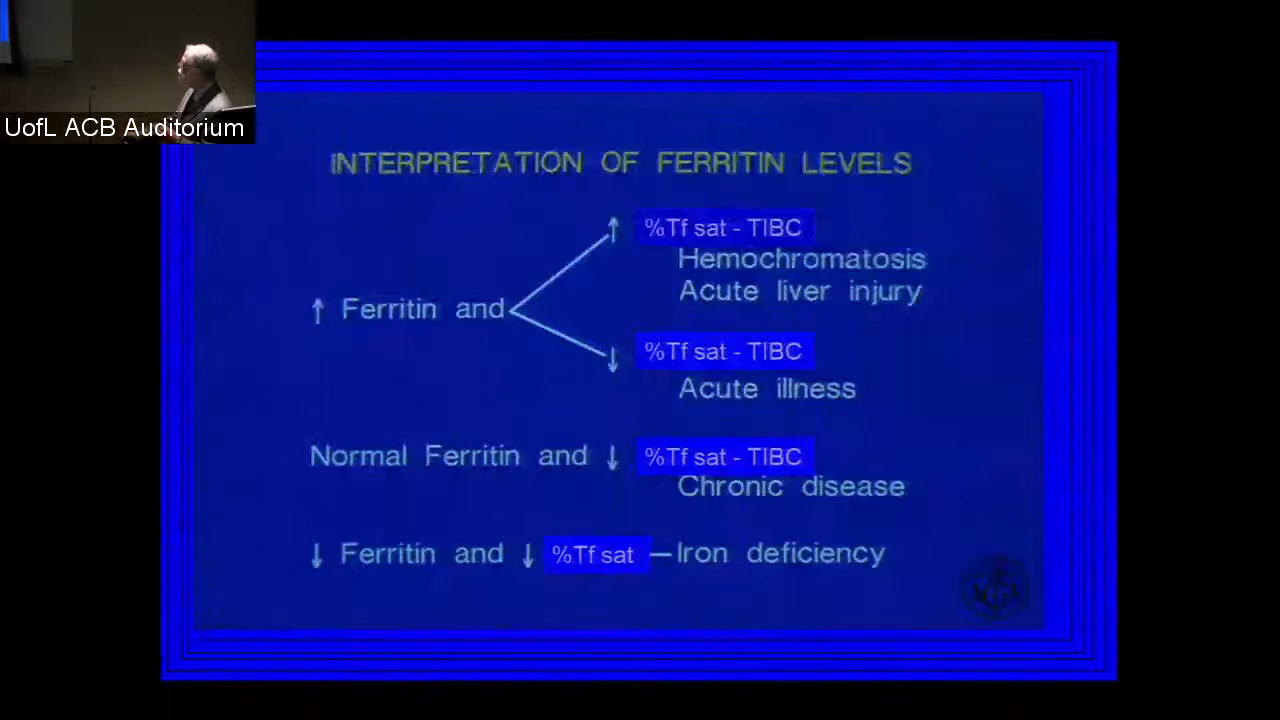 UofL ACB Auditorium
INTERPRETATION OF FERRITIN LEVELS
↑ %Tf sat - TIBC
Hemochromatosis
Acute liver injury
↑ Ferritin and
↓ %Tf sat - TIBC
Acute illness
Normal Ferritin and ↓ %Tf sat - TIBC
Chronic disease
↓ Ferritin and ↓ %Tf sat — Iron deficiency